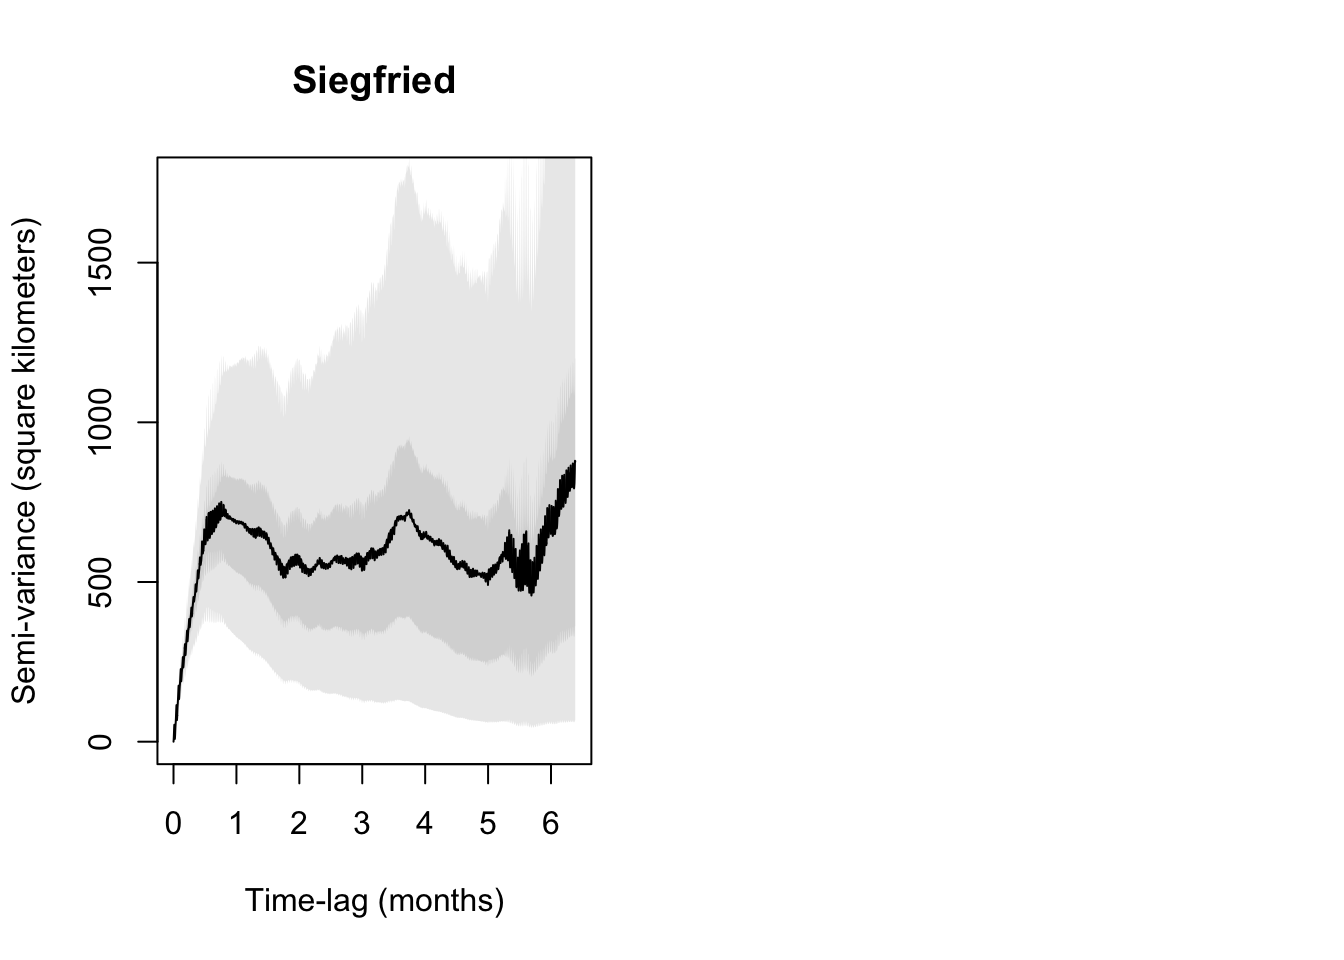 Siegfried
Semi-variance (square kilometers)
1500
1000
500
0
0 1 2 3 4 5 6
Time-lag (months)